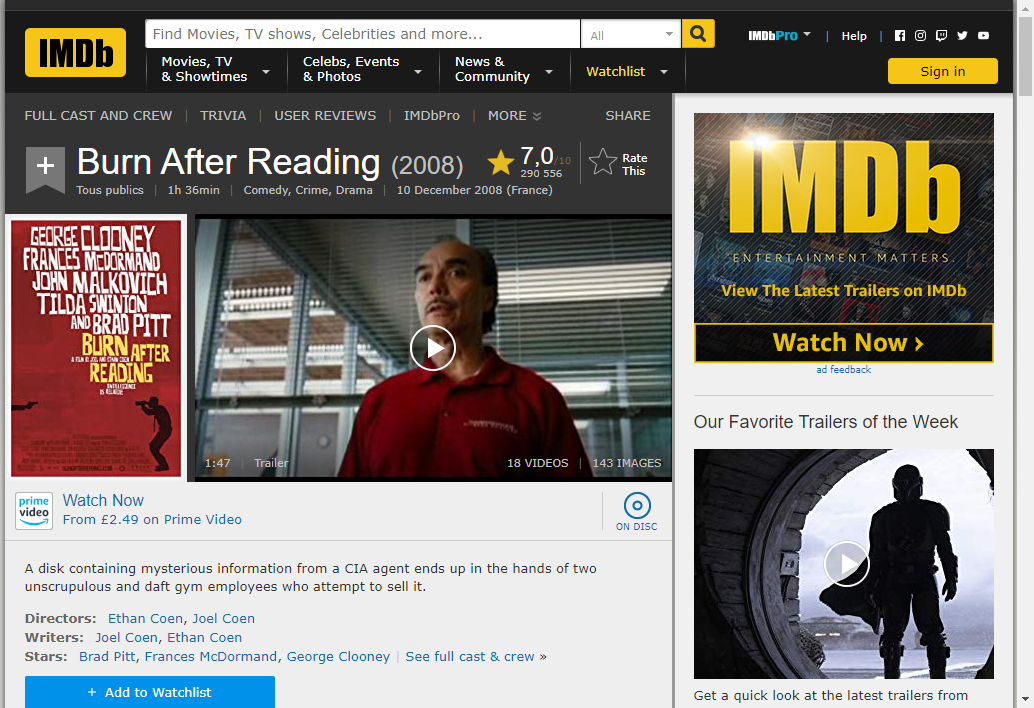 IMDb
Find Movies, TV shows, Celebrities and more...
All
IMDbPro
|
Help
|
Movies, TV
& Showtimes
Celebs, Events
& Photos
News &
Community
Watchlist
Sign in
FULL CAST AND CREW | TRIVIA | USER REVIEWS | IMDbPro | MORE
SHARE
+
Burn After Reading (2008)
Tous publics | 1h 36min | Comedy, Crime, Drama | 10 December 2008 (France)
7,0/10
290 556
Rate
This
GEORGE CLOONEY
FRANCES McDORMAND
JOHN MALKOVICH
TILDA SWINTON
AND BRAD PITT
BURN AFTER
A FILM BY JOEL AND ETHAN COEN
READING
INTELLIGENCE
IS RELATIVE
1:47 | Trailer
18 VIDEOS | 143 IMAGES
prime
video
Watch Now
From £2.49 on Prime Video
ON DISC
A disk containing mysterious information from a CIA agent ends up in the hands of two
unscrupulous and daft gym employees who attempt to sell it.
Directors: Ethan Coen, Joel Coen
Writers: Joel Coen, Ethan Coen
Stars: Brad Pitt, Frances McDormand, George Clooney | See full cast & crew »
+ Add to Watchlist
IMDb
ENTERTAINMENT MATTERS.
View The Latest Trailers on IMDb
Watch Now ›
ad feedback
Our Favorite Trailers of the Week
Get a quick look at the latest trailers from